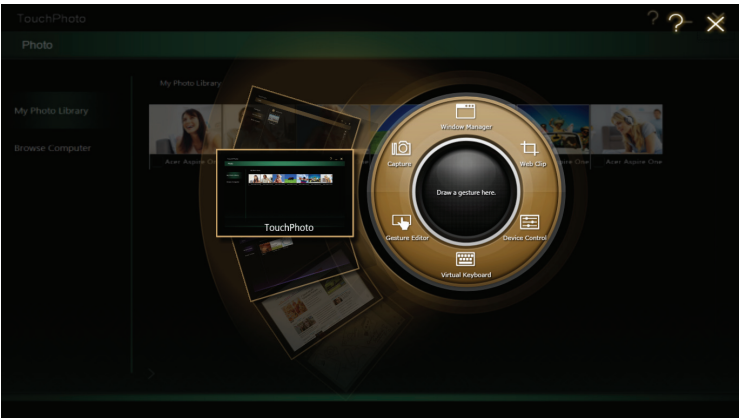 TouchPhoto
?
?
Photo
My Photo Library
My Photo Library
Browse Computer
Acer Aspire One
Acer Aspire One
Window Manager
Capture
Web Clip
Draw a gesture here.
TouchPhoto
Gesture Editor
Device Control
Virtual Keyboard